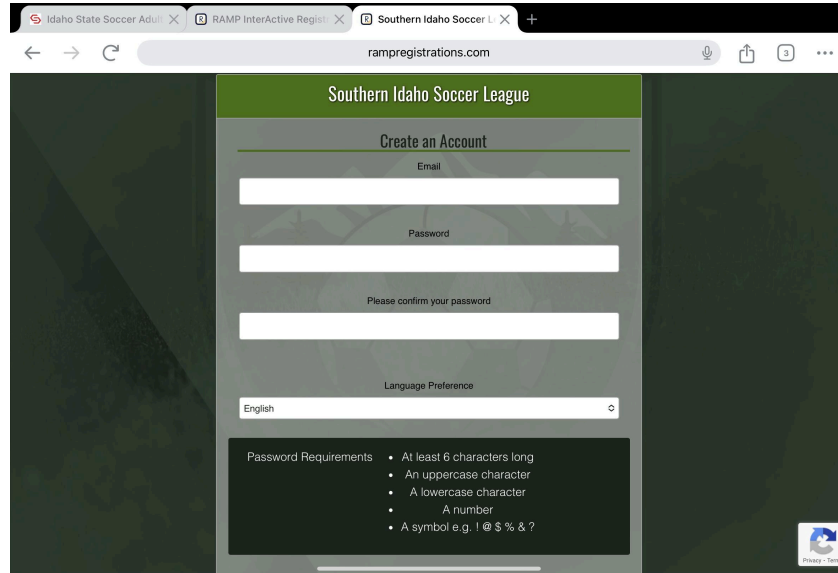 Idaho State Soccer Adult
RAMP InterActive Registr
Southern Idaho Soccer L
rampregistrations.com
3
Southern Idaho Soccer League
Create an Account
Email
Password
Please confirm your password
Language Preference
English
Password Requirements
At least 6 characters long
An uppercase character
A lowercase character
A number
A symbol e.g. ! @ $ % & ?
Privacy - Terr